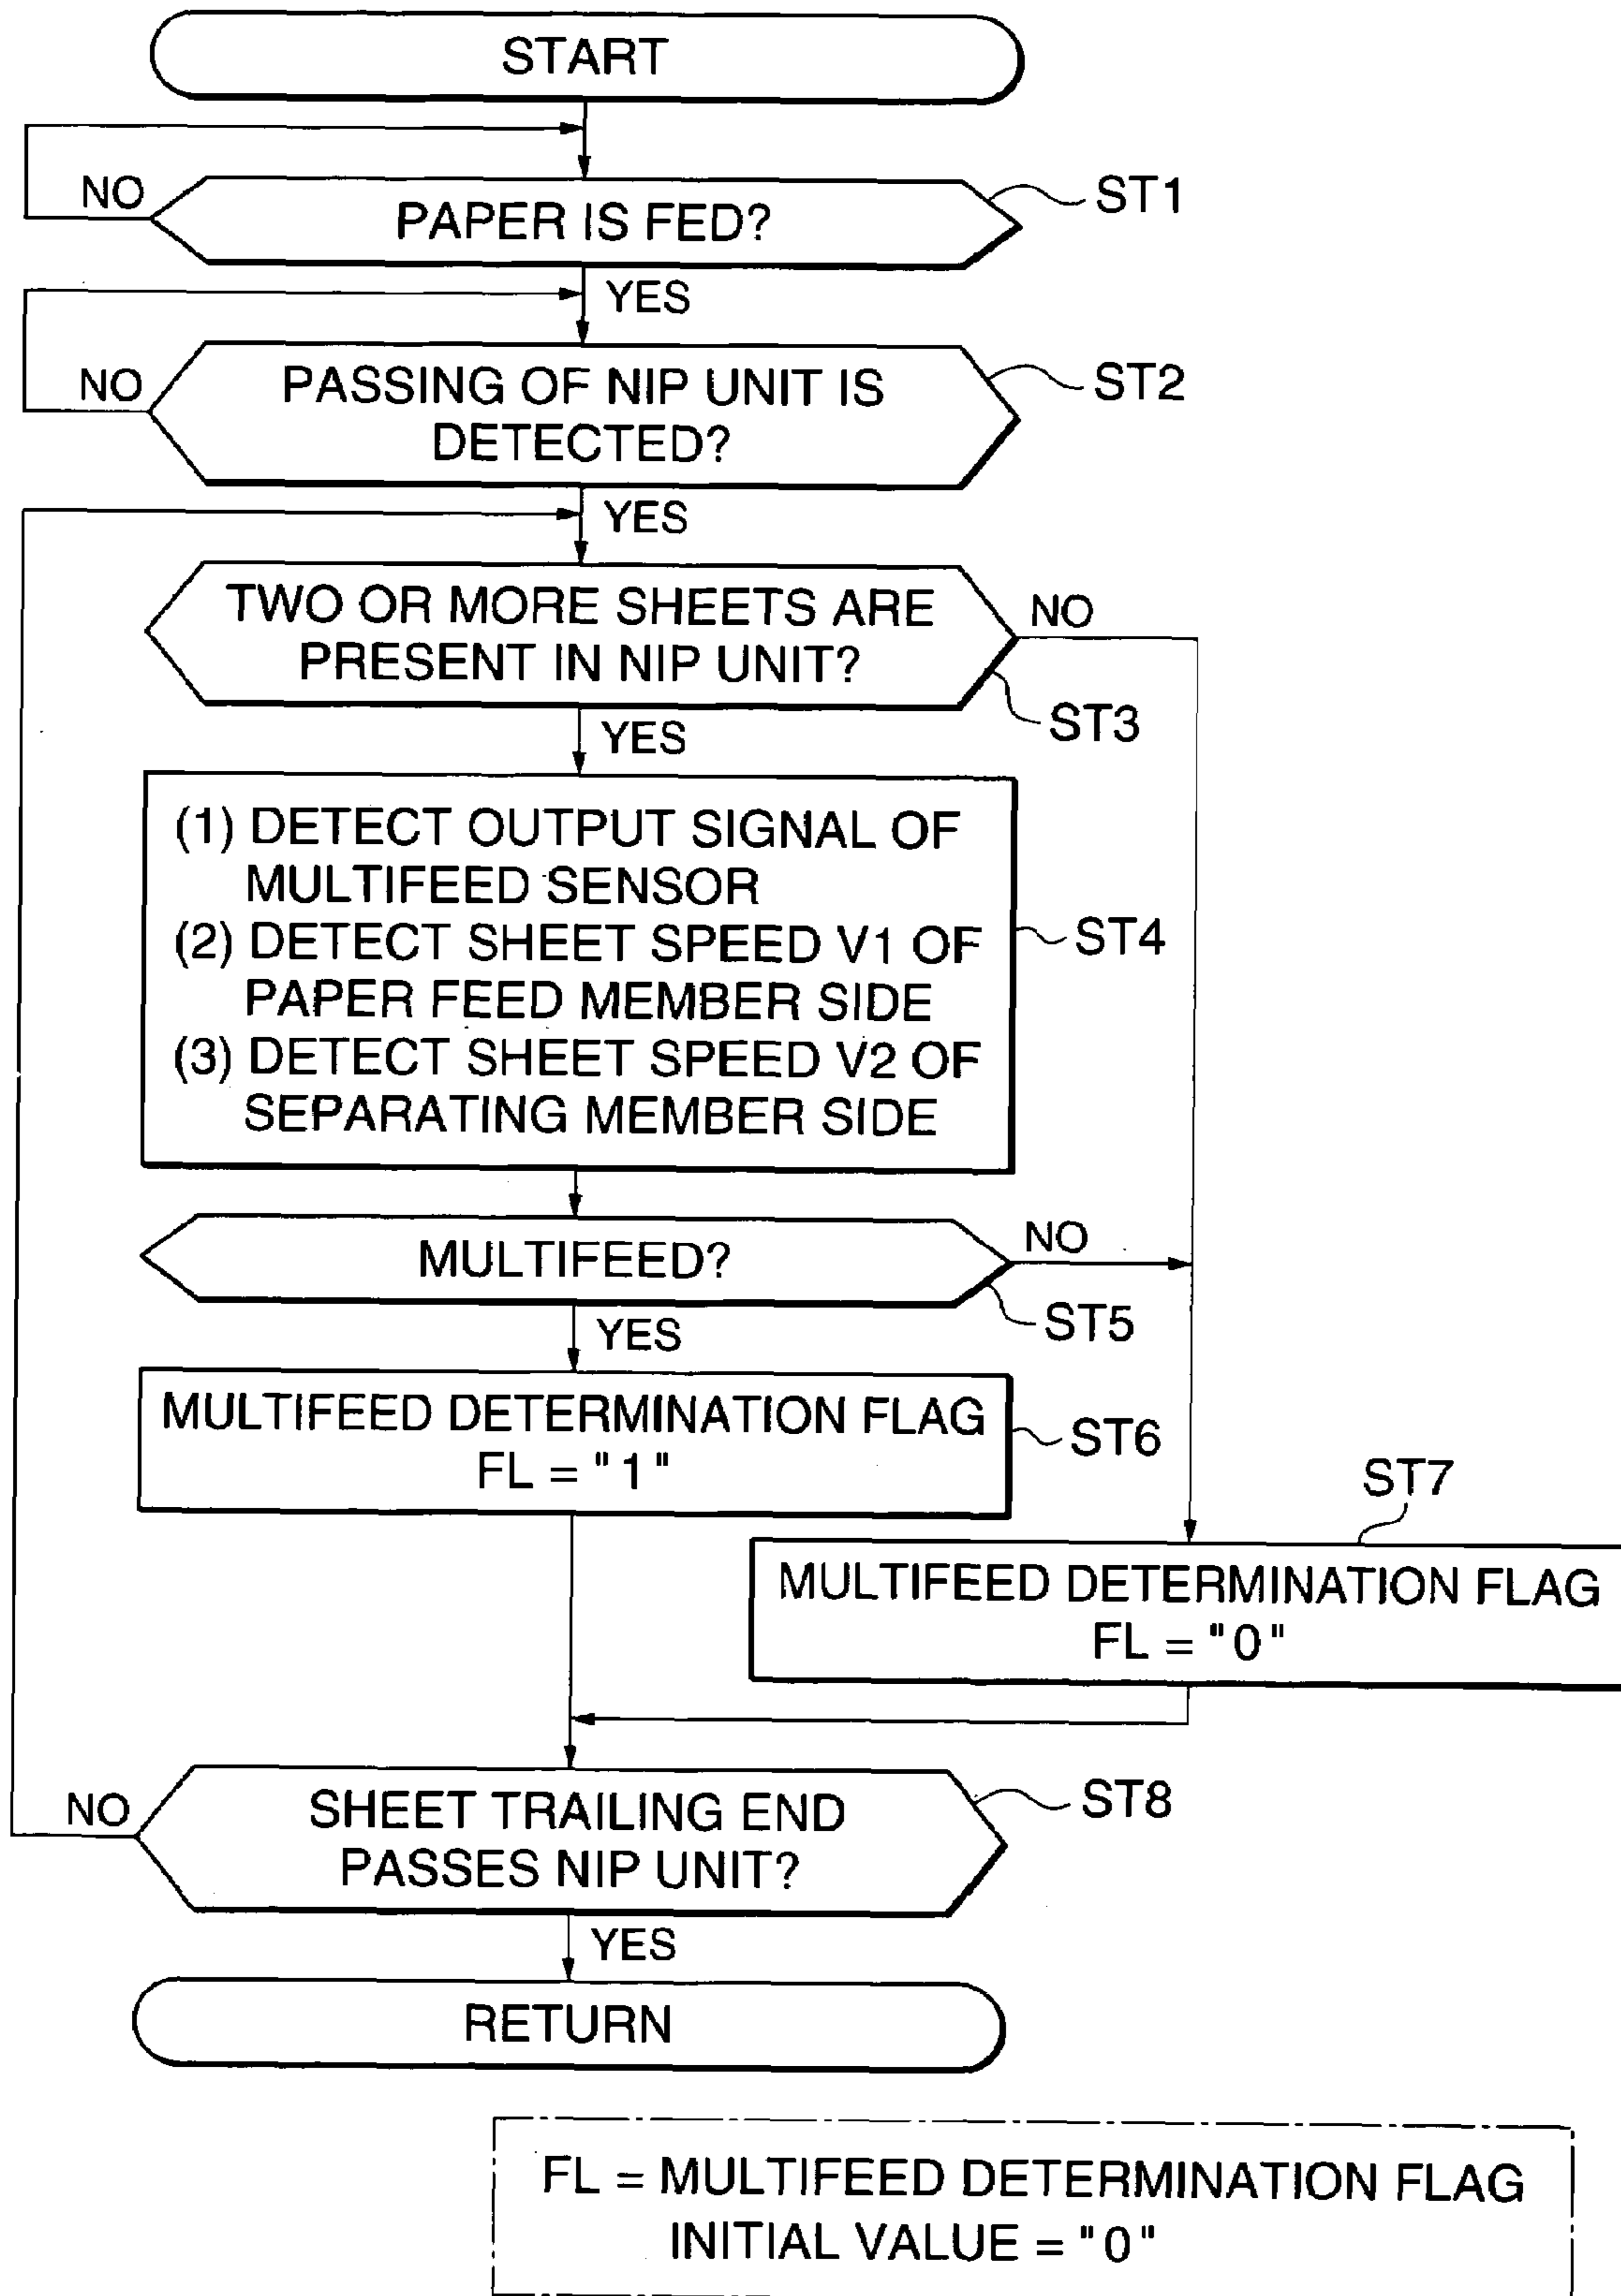 START
NO
PAPER IS FED?
ST1
YES
NO
PASSING OF NIP UNIT IS
DETECTED?
ST2
YES
TWO OR MORE SHEETS ARE
PRESENT IN NIP UNIT?
NO
ST3
YES
(1) DETECT OUTPUT SIGNAL OF
MULTIFEED SENSOR
(2) DETECT SHEET SPEED V1 OF
PAPER FEED MEMBER SIDE
(3) DETECT SHEET SPEED V2 OF
SEPARATING MEMBER SIDE
ST4
MULTIFEED?
NO
ST5
YES
MULTIFEED DETERMINATION FLAG
FL = "1"
ST6
ST7
MULTIFEED DETERMINATION FLAG
FL = "0"
NO
SHEET TRAILING END
PASSES NIP UNIT?
ST8
YES
RETURN
FL = MULTIFEED DETERMINATION FLAG
INITIAL VALUE = "0"